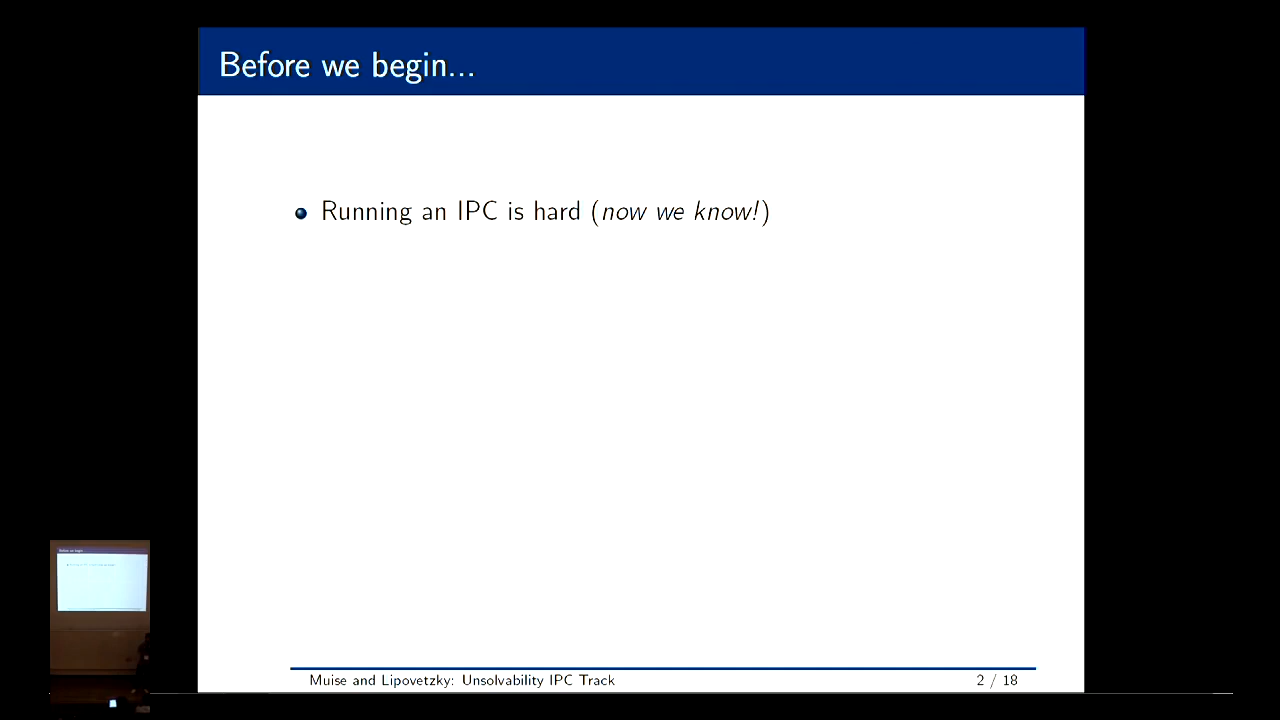 Before we begin...
Running an IPC is hard (now we know!)
Muise and Lipovetzky: Unsolvability IPC Track
2 / 18